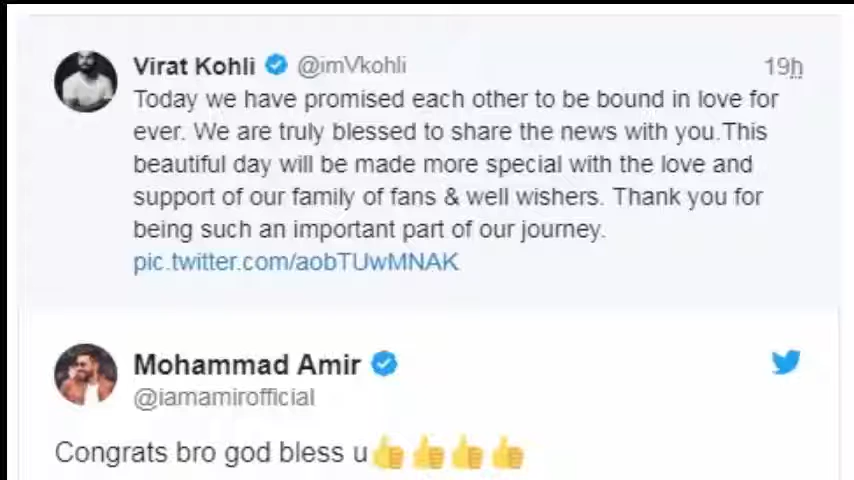 Virat Kohli @imVkohli 19h
Today we have promised each other to be bound in love for
ever. We are truly blessed to share the news with you.This
beautiful day will be made more special with the love and
support of our family of fans & well wishers. Thank you for
being such an important part of our journey.
pic.twitter.com/aobTUwMNAK
Mohammad Amir
@iamamirofficial
Congrats bro god bless u👍👍👍👍